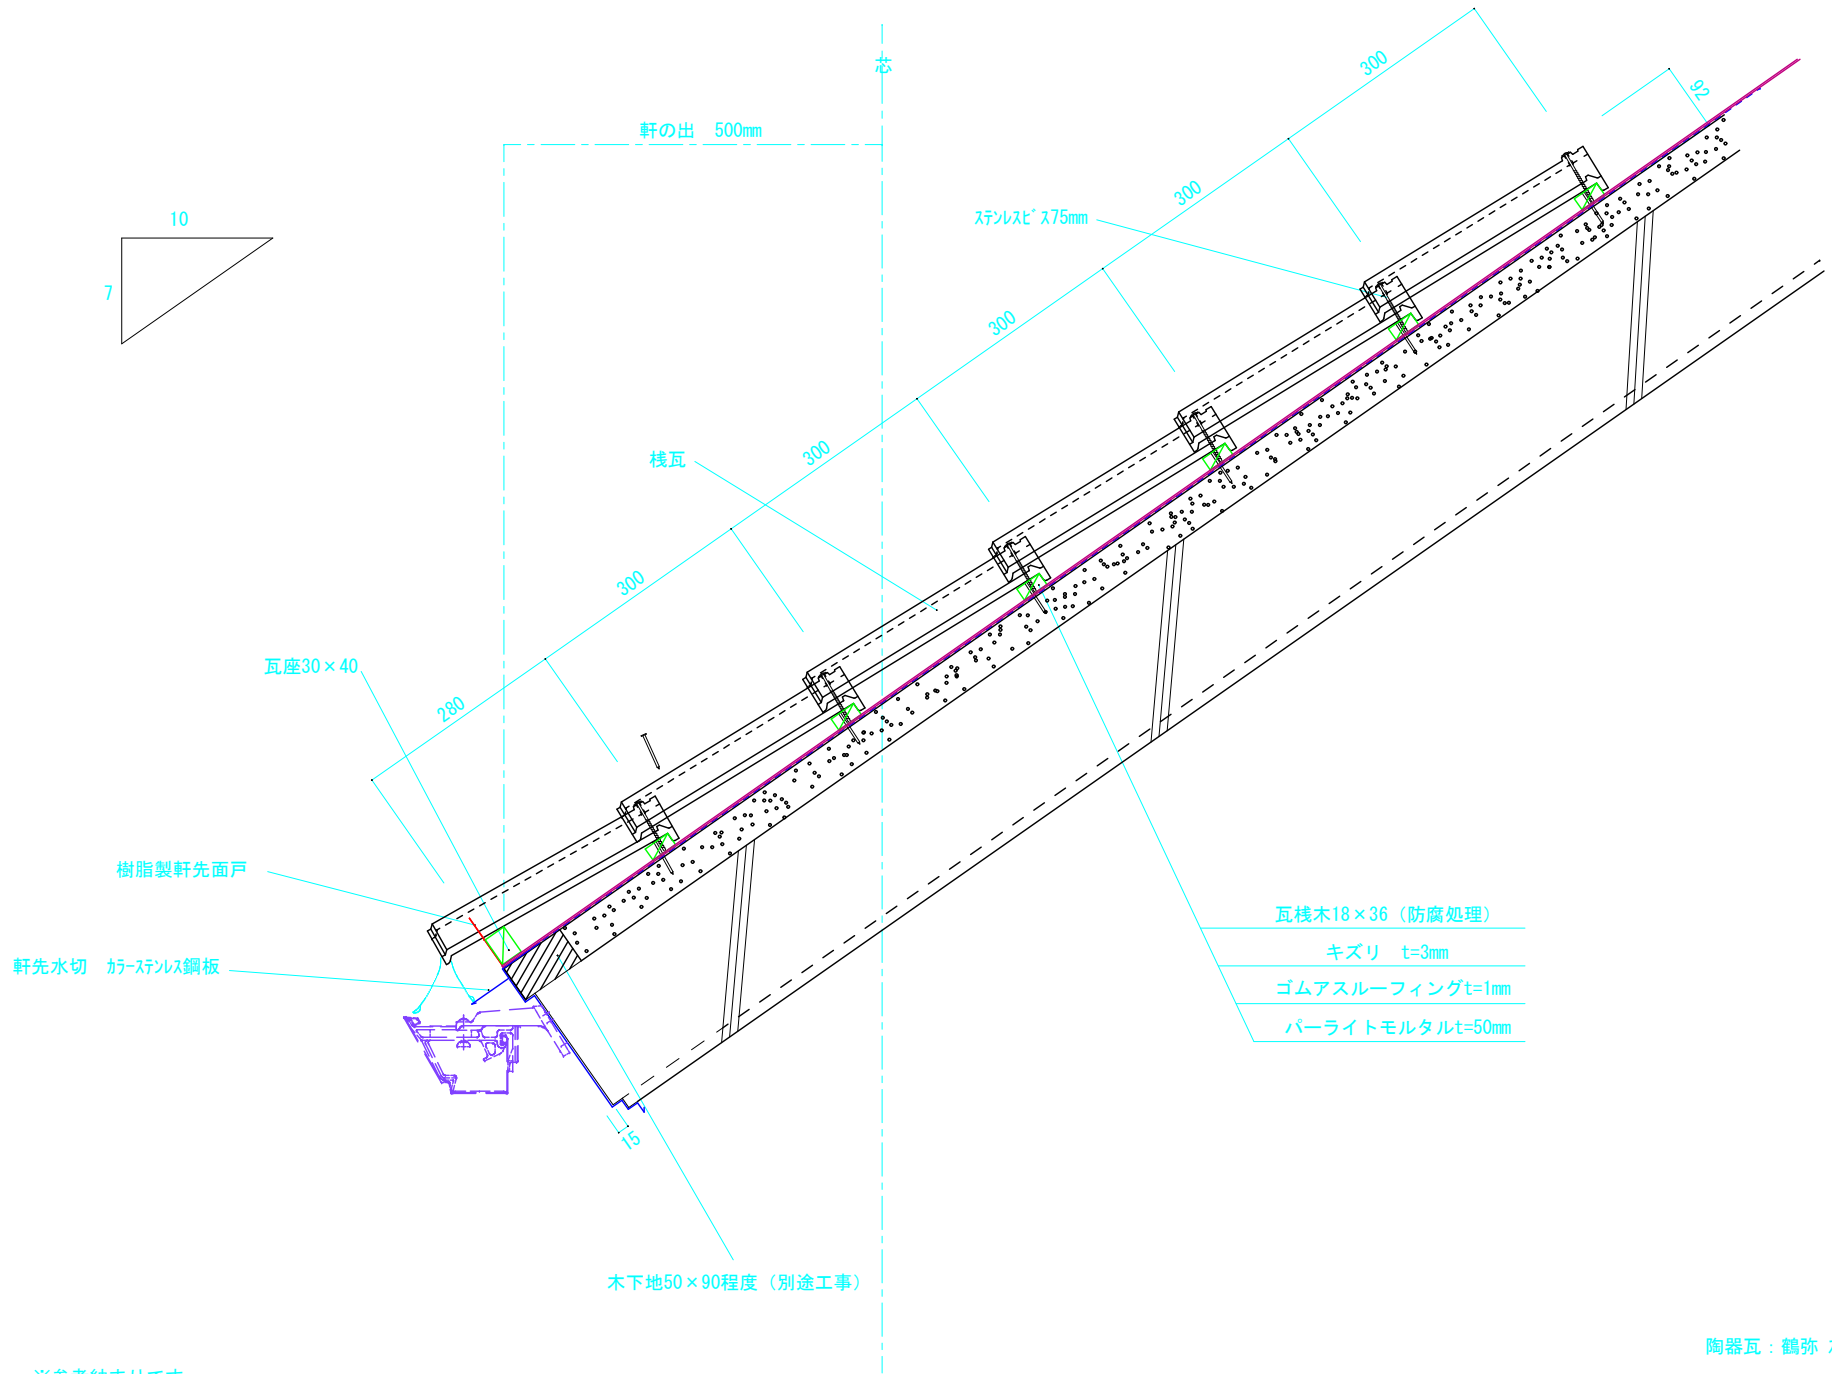 芯
300
92
軒の出　500mm
10
300
ｽﾃﾝﾚｽﾋﾞｽ75mm
7
300
300
桟瓦
300
瓦座30×40
280
樹脂製軒先面戸
瓦桟木18×36（防腐処理）
キズリ　t=3mm
軒先水切　ｶﾗｰｽﾃﾝﾚｽ鋼板
ゴムアスルーフィングt=1mm
パーライトモルタルt=50mm
15
木下地50×90程度（別途工事）
陶器瓦：鶴弥